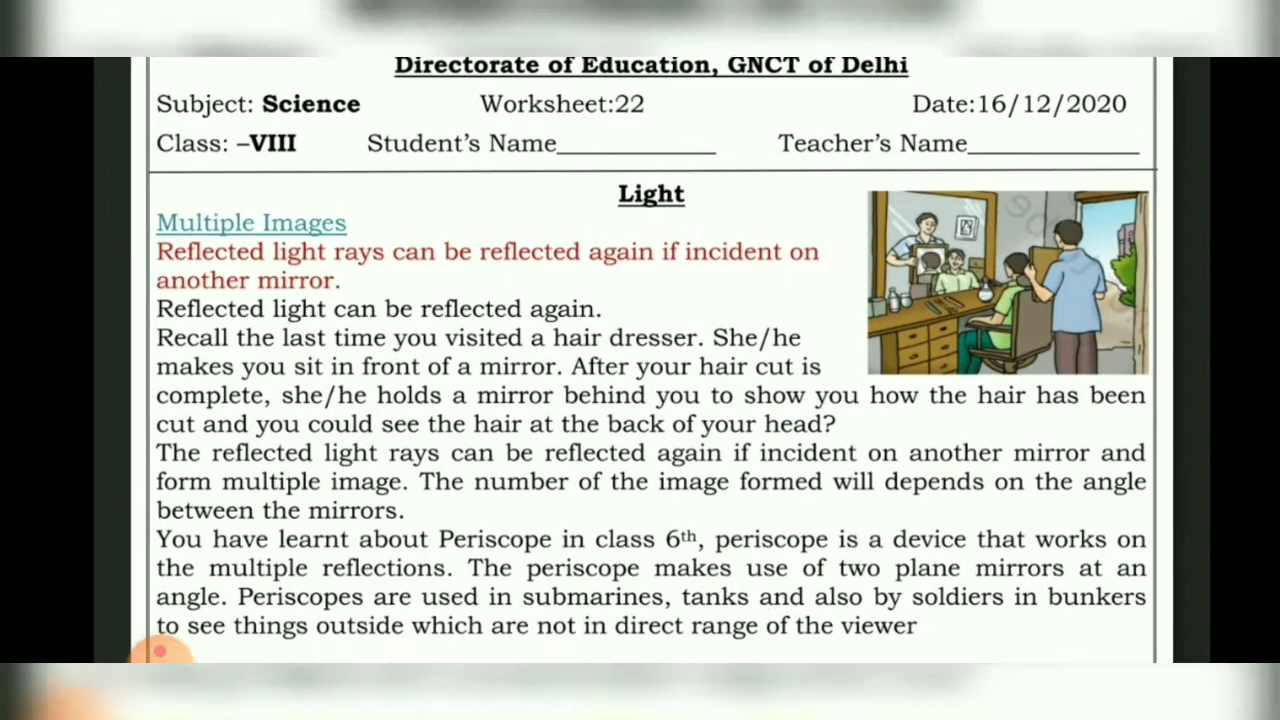 Directorate of Education, GNCT of Delhi
Subject: Science Worksheet:22 Date:16/12/2020
Class: –VIII Student's Name____________ Teacher's Name_____________
Light
Multiple Images
Reflected light rays can be reflected again if incident on
another mirror.
Reflected light can be reflected again.
Recall the last time you visited a hair dresser. She/he
makes you sit in front of a mirror. After your hair cut is
complete, she/he holds a mirror behind you to show you how the hair has been
cut and you could see the hair at the back of your head?
The reflected light rays can be reflected again if incident on another mirror and
form multiple image. The number of the image formed will depends on the angle
between the mirrors.
You have learnt about Periscope in class 6th, periscope is a device that works on
the multiple reflections. The periscope makes use of two plane mirrors at an
angle. Periscopes are used in submarines, tanks and also by soldiers in bunkers
to see things outside which are not in direct range of the viewer